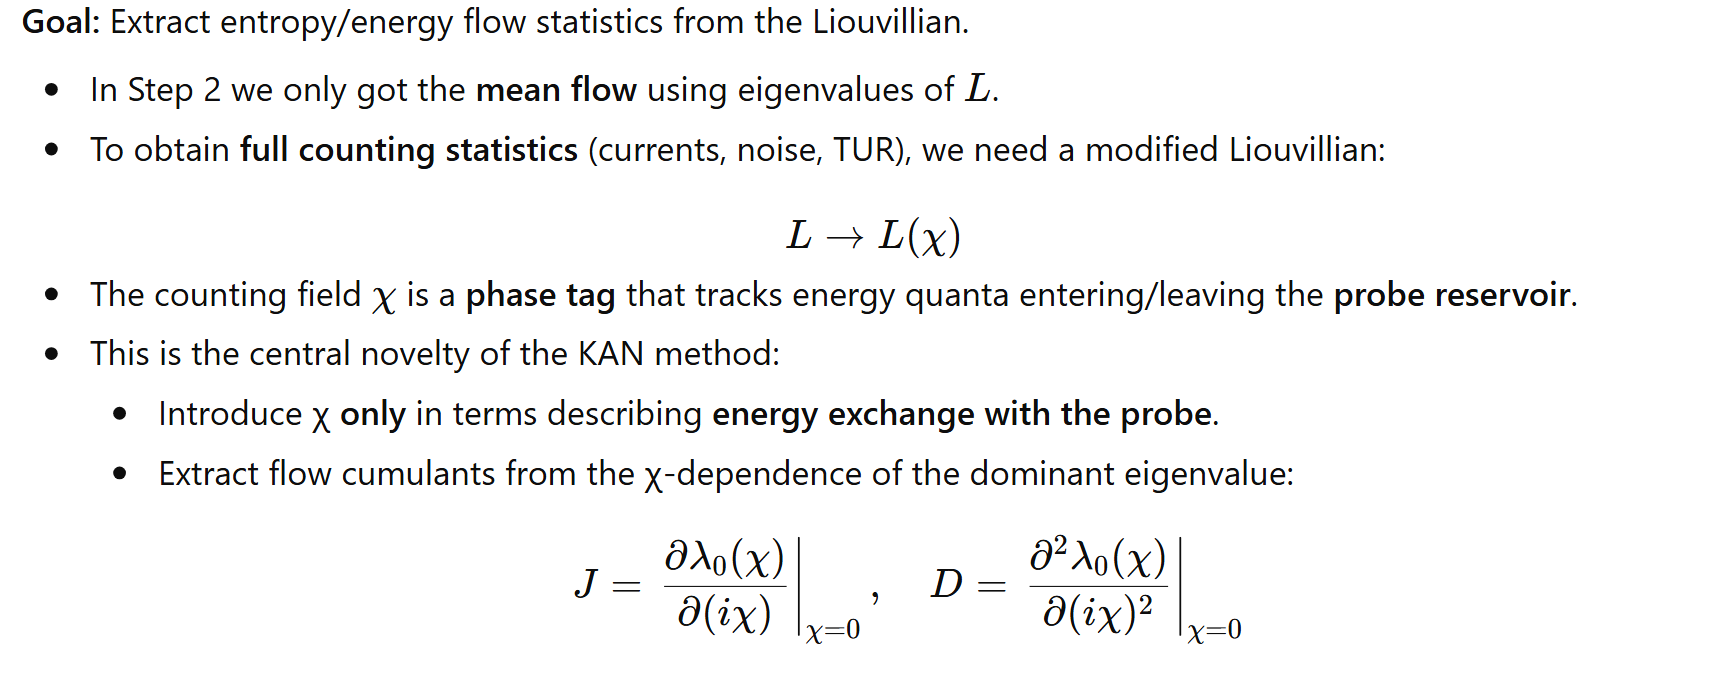 Goal: Extract entropy/energy flow statistics from the Liouvillian.
• In Step 2 we only got the mean flow using eigenvalues of L.
• To obtain full counting statistics (currents, noise, TUR), we need a modified Liouvillian:
L → L(χ)
• The counting field χ is a phase tag that tracks energy quanta entering/leaving the probe reservoir.
• This is the central novelty of the KAN method:
• Introduce χ only in terms describing energy exchange with the probe.
• Extract flow cumulants from the χ-dependence of the dominant eigenvalue:
J = ∂λ₀(χ)/∂(iχ) |χ=0 , D = ∂²λ₀(χ)/∂(iχ)² |χ=0